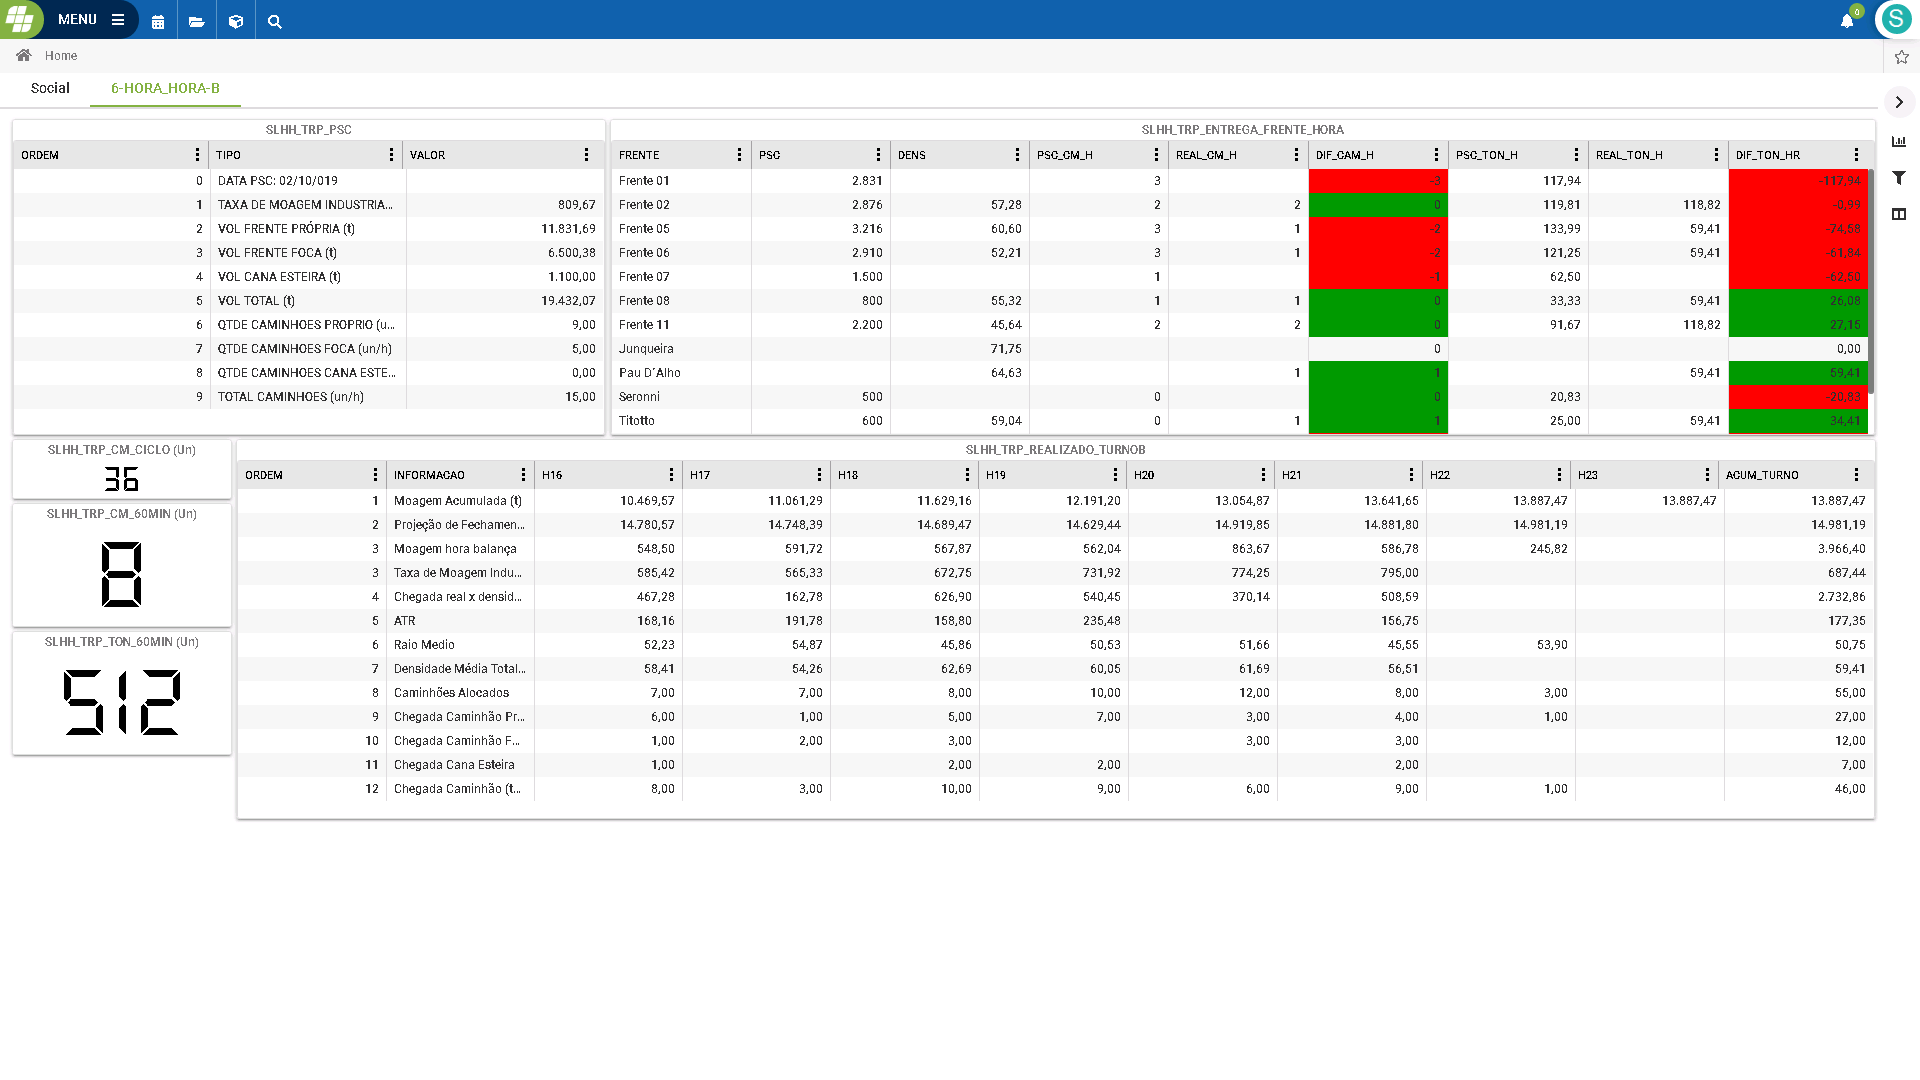 MENU
0
S
Home
Social 6-HORA_HORA-B
SLHH_TRP_PSC
ORDEM TIPO VALOR
0 DATA PSC: 02/10/019
1 TAXA DE MOAGEM INDUSTRIA... 809,67
2 VOL FRENTE PRÓPRIA (t) 11.831,69
3 VOL FRENTE FOCA (t) 6.500,38
4 VOL CANA ESTEIRA (t) 1.100,00
5 VOL TOTAL (t) 19.432,07
6 QTDE CAMINHOES PROPRIO (u... 9,00
7 QTDE CAMINHOES FOCA (un/h) 5,00
8 QTDE CAMINHOES CANA ESTE... 0,00
9 TOTAL CAMINHOES (un/h) 15,00
SLHH_TRP_ENTREGA_FRENTE_HORA
FRENTE PSC DENS PSC_CM_H REAL_CM_H DIF_CAM_H PSC_TON_H REAL_TON_H DIF_TON_HR
Frente 01 2.831 3 -3 117,94 -117,94
Frente 02 2.876 57,28 2 2 0 119,81 118,82 -0,99
Frente 05 3.216 60,60 3 1 -2 133,99 59,41 -74,58
Frente 06 2.910 52,21 3 1 -2 121,25 59,41 -61,84
Frente 07 1.500 1 -1 62,50 -62,50
Frente 08 800 55,32 1 1 0 33,33 59,41 26,08
Frente 11 2.200 45,64 2 2 0 91,67 118,82 27,15
Junqueira 71,75 0 0,00
Pau D´Alho 64,63 1 1 59,41 59,41
Seronni 500 0 20,83 -20,83
Titotto 600 59,04 0 1 1 25,00 59,41 34,41
SLHH_TRP_CM_CICLO (Un)
36
SLHH_TRP_CM_60MIN (Un)
8
SLHH_TRP_TON_60MIN (Un)
512
SLHH_TRP_REALIZADO_TURNOB
ORDEM INFORMACAO H16 H17 H18 H19 H20 H21 H22 H23 ACUM_TURNO
1 Moagem Acumulada (t) 10.469,57 11.061,29 11.629,16 12.191,20 13.054,87 13.641,65 13.887,47 13.887,47 13.887,47
2 Projeção de Fechamen... 14.780,57 14.748,39 14.689,47 14.629,44 14.919,85 14.881,80 14.981,19 14.981,19
3 Moagem hora balança 548,50 591,72 567,87 562,04 863,67 586,78 245,82 3.966,40
3 Taxa de Moagem Indu... 585,42 565,33 672,75 731,92 774,25 795,00 687,44
4 Chegada real x densid... 467,28 162,78 626,90 540,45 370,14 508,59 2.732,86
5 ATR 168,16 191,78 158,80 235,48 156,75 177,35
6 Raio Medio 52,23 54,87 45,86 50,53 51,66 45,55 53,90 50,75
7 Densidade Média Total... 58,41 54,26 62,69 60,05 61,69 56,51 59,41
8 Caminhões Alocados 7,00 7,00 8,00 10,00 12,00 8,00 3,00 55,00
9 Chegada Caminhão Pr... 6,00 1,00 5,00 7,00 3,00 4,00 1,00 27,00
10 Chegada Caminhão F... 1,00 2,00 3,00 3,00 3,00 12,00
11 Chegada Cana Esteira 1,00 2,00 2,00 2,00 7,00
12 Chegada Caminhão (t... 8,00 3,00 10,00 9,00 6,00 9,00 1,00 46,00